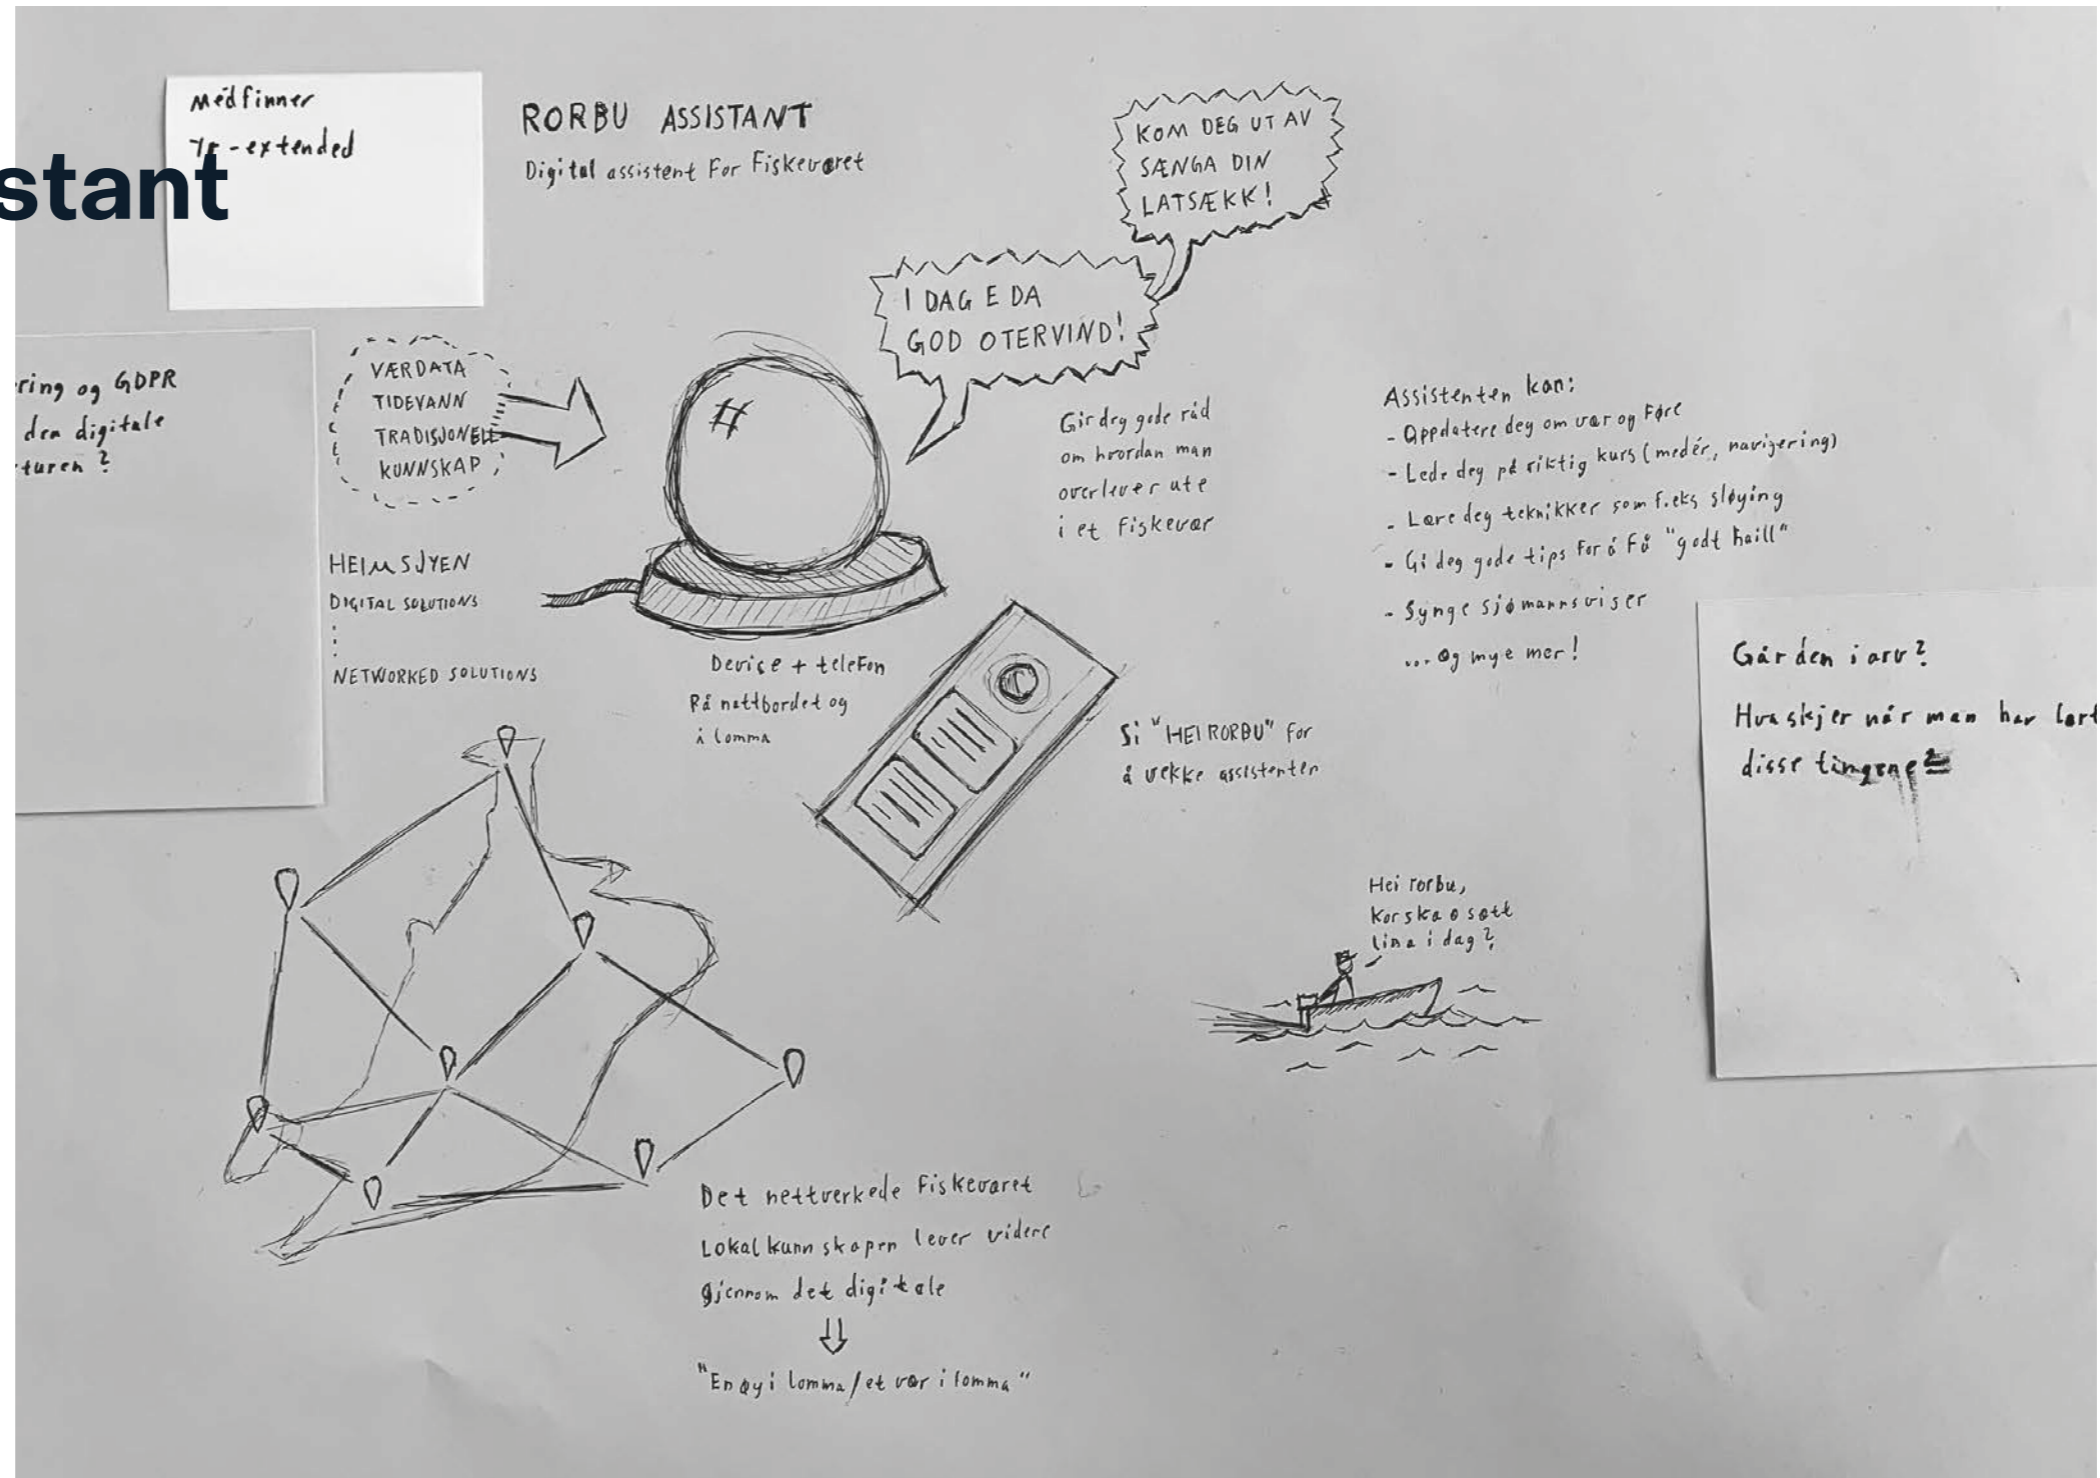 stant
Médfinner
Yr-extended
RORBU ASSISTANT
Digital assistent For Fiskeværet
KOM DEG UT AV
SÆNGA DIN
LATSÆKK!
I DAG E DA
GOD OTERVIND!
ring og GDPR
den digitale
turen?
VÆRDATA
TIDEVANN
TRADISJONELL
KUNNSKAP
Gir deg gode råd
om hvordan man
overlever ute
i et Fiskevær
Assistenten kan:
- Oppdatere deg om vær og Føre
- Lede deg på riktig kurs (medér, navigering)
- Lære deg teknikker som f.eks sløying
- Gi deg gode tips For å Få "godt haill"
- Synge sjømannsviser
... Og mye mer!
HEIMSJYEN
DIGITAL SOLUTIONS
NETWORKED SOLUTIONS
Device + teleFon
På nattbordet og
i lomma
Si "HEI RORBU" For
å vekke assistenten
Går den i arv?
Hva skjer når man har lært
disse tingene?
Hei rorbu,
kor ska o sætt
lina i dag?
Det nettverkede Fiskeværet
Lokal kunnskapen lever videre
gjennom det digitale
"En øy i lomma/et vær i lomma"